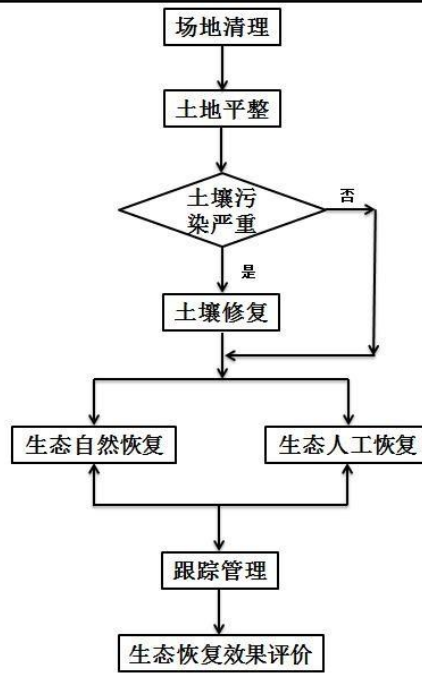 场地清理
土地平整
土壤污
染严重
否
是
土壤修复
生态自然恢复
生态人工恢复
跟踪管理
生态恢复效果评价